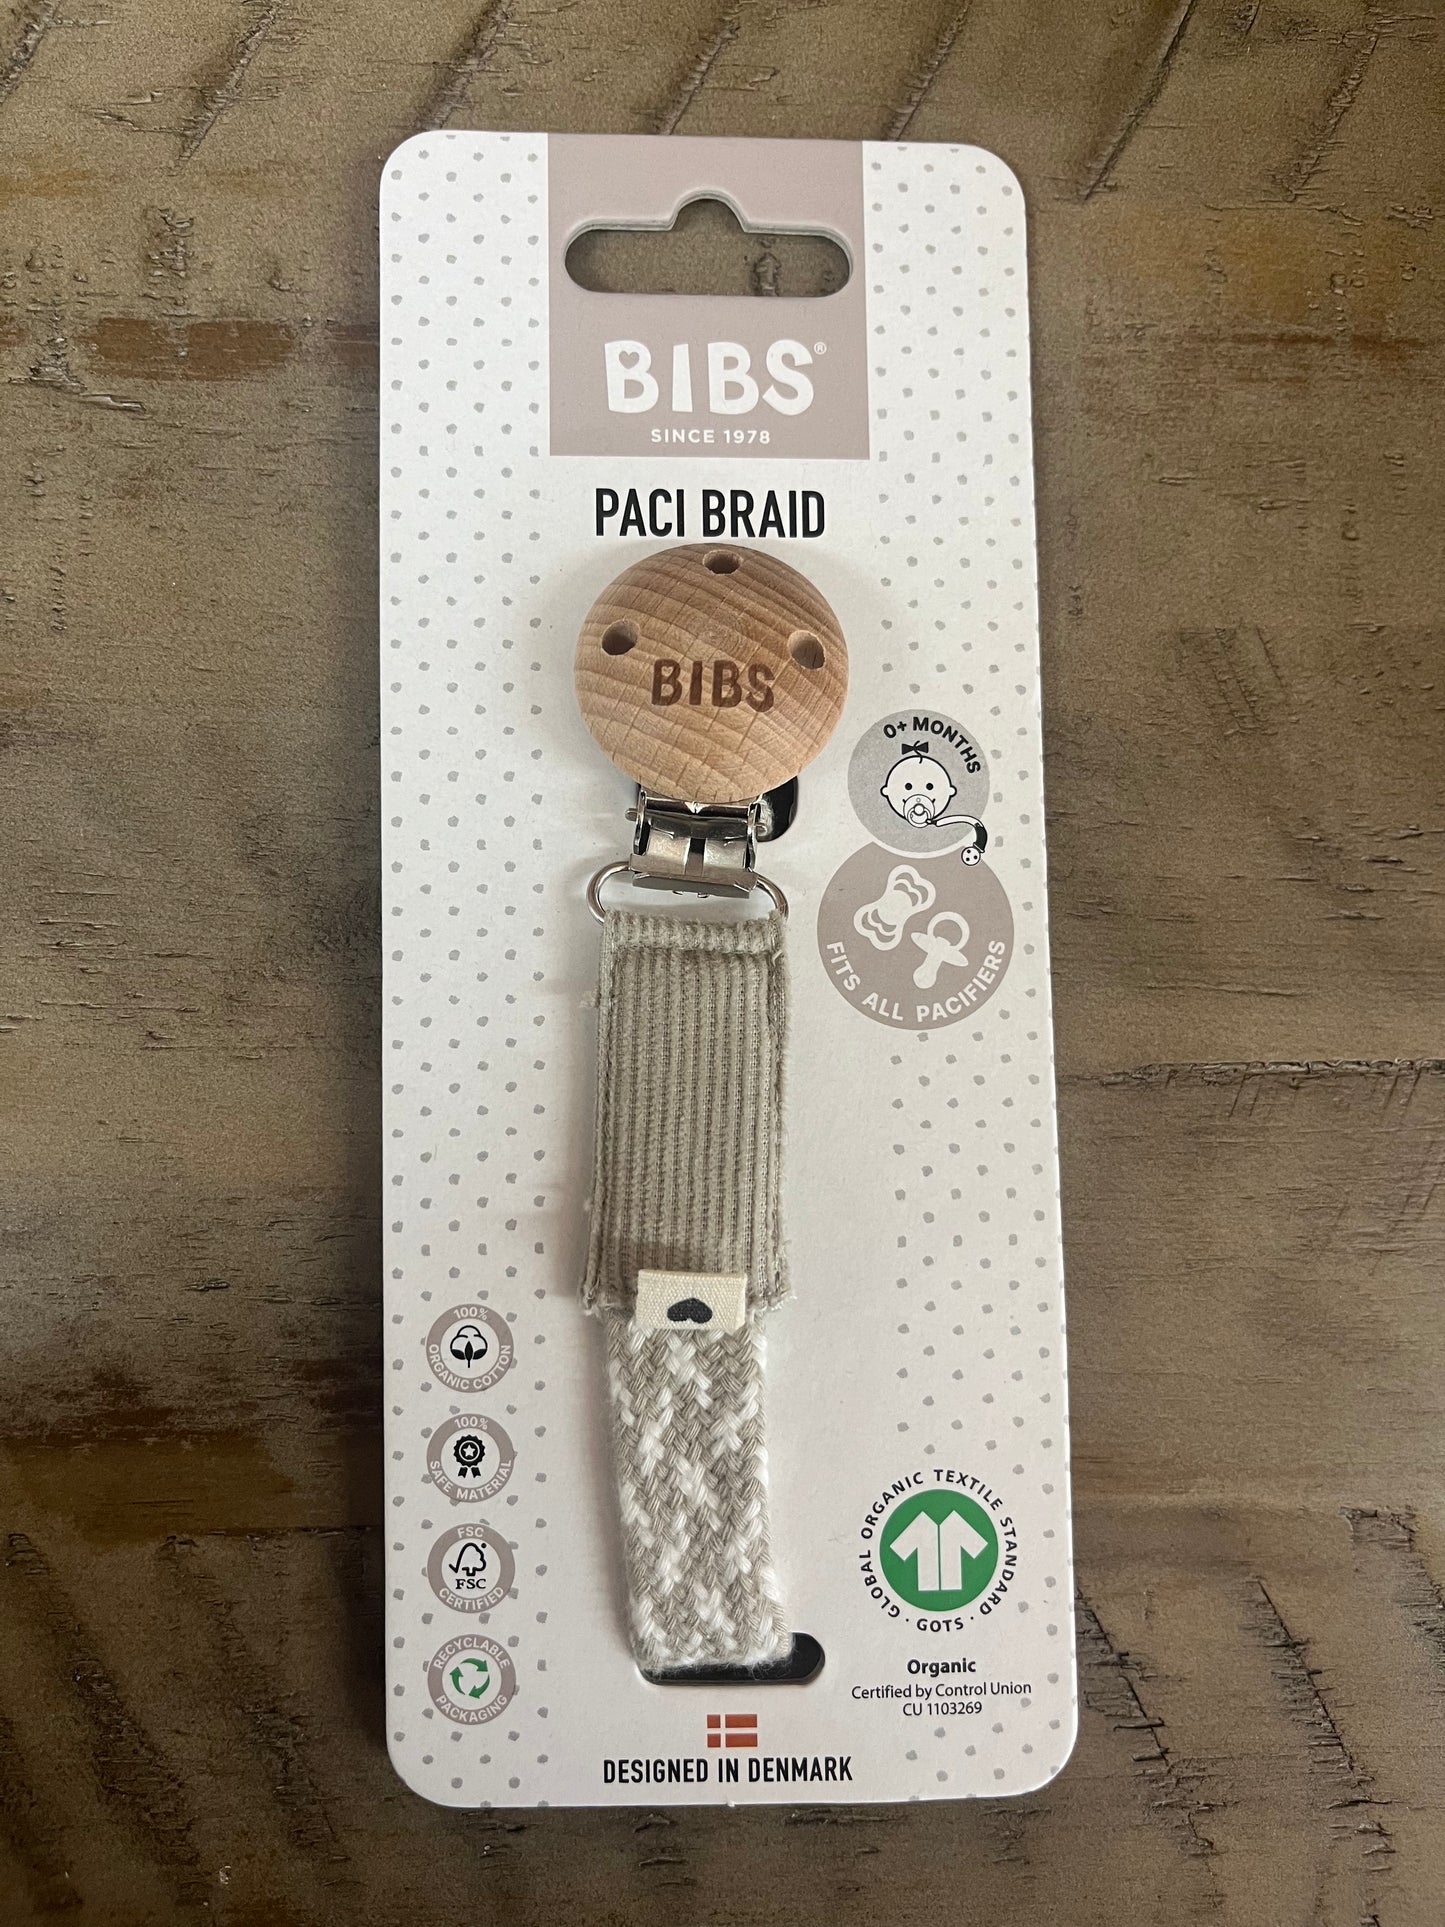 BIBS®
SINCE 1978
PACI BRAID
BIBS
0+ MONTHS
FITS ALL PACIFIERS
100%
ORGANIC COTTON
100%
SAFE MATERIAL
FSC
FSC
CERTIFIED
RECYCLABLE
PACKAGING
GLOBAL ORGANIC TEXTILE STANDARD
· GOTS ·
Organic
Certified by Control Union
CU 1103269
DESIGNED IN DENMARK